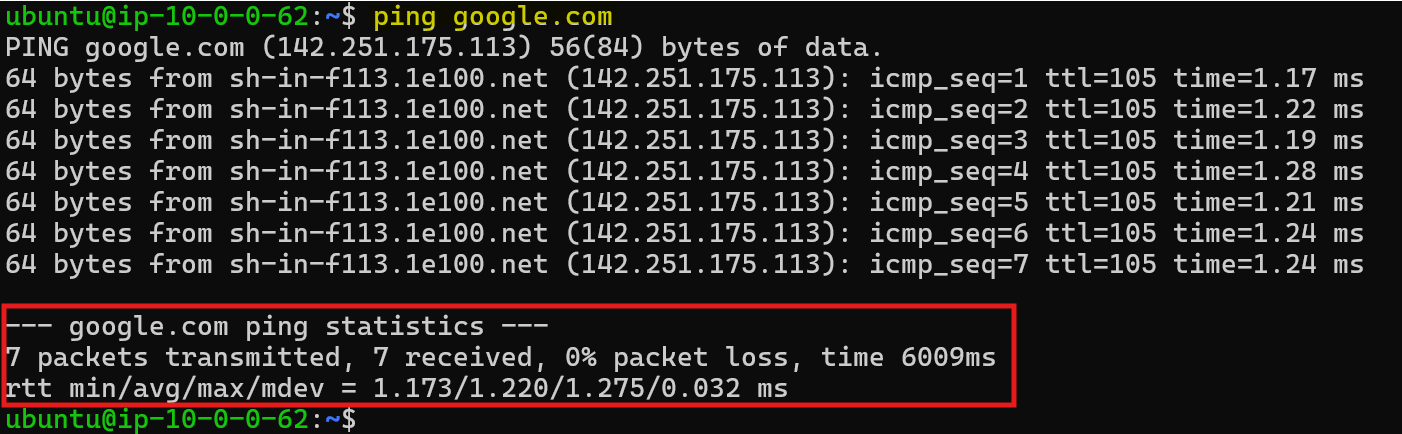 ubuntu@ip-10-0-0-62:~$ ping google.com
PING google.com (142.251.175.113) 56(84) bytes of data.
64 bytes from sh-in-f113.1e100.net (142.251.175.113): icmp_seq=1 ttl=105 time=1.17 ms
64 bytes from sh-in-f113.1e100.net (142.251.175.113): icmp_seq=2 ttl=105 time=1.22 ms
64 bytes from sh-in-f113.1e100.net (142.251.175.113): icmp_seq=3 ttl=105 time=1.19 ms
64 bytes from sh-in-f113.1e100.net (142.251.175.113): icmp_seq=4 ttl=105 time=1.28 ms
64 bytes from sh-in-f113.1e100.net (142.251.175.113): icmp_seq=5 ttl=105 time=1.21 ms
64 bytes from sh-in-f113.1e100.net (142.251.175.113): icmp_seq=6 ttl=105 time=1.24 ms
64 bytes from sh-in-f113.1e100.net (142.251.175.113): icmp_seq=7 ttl=105 time=1.24 ms
--- google.com ping statistics ---
7 packets transmitted, 7 received, 0% packet loss, time 6009ms
rtt min/avg/max/mdev = 1.173/1.220/1.275/0.032 ms
ubuntu@ip-10-0-0-62:~$